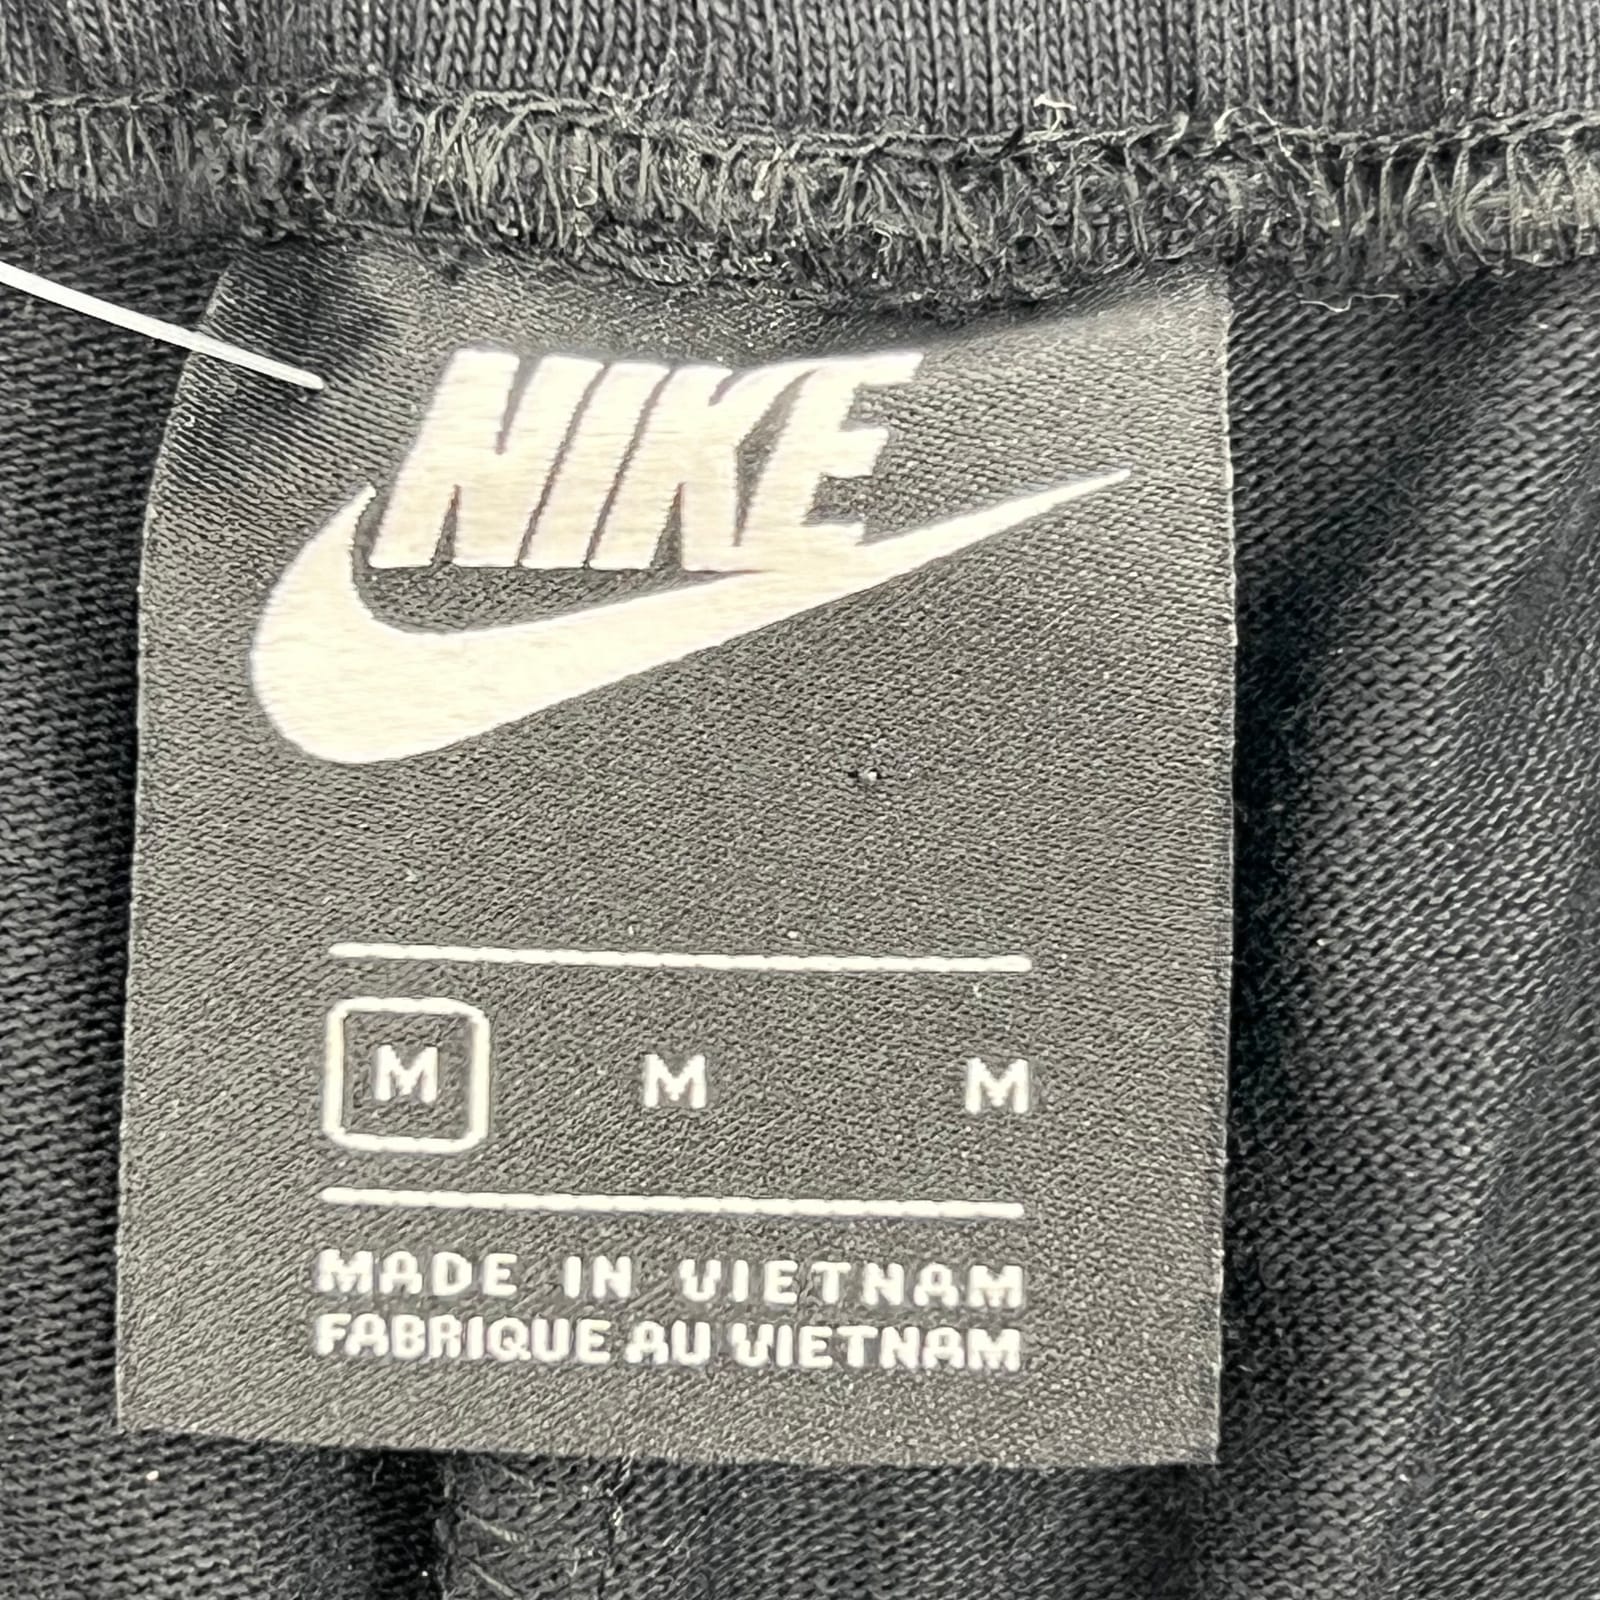 NIKE
M M M
MADE IN VIETNAM
FABRIQUE AU VIETNAM